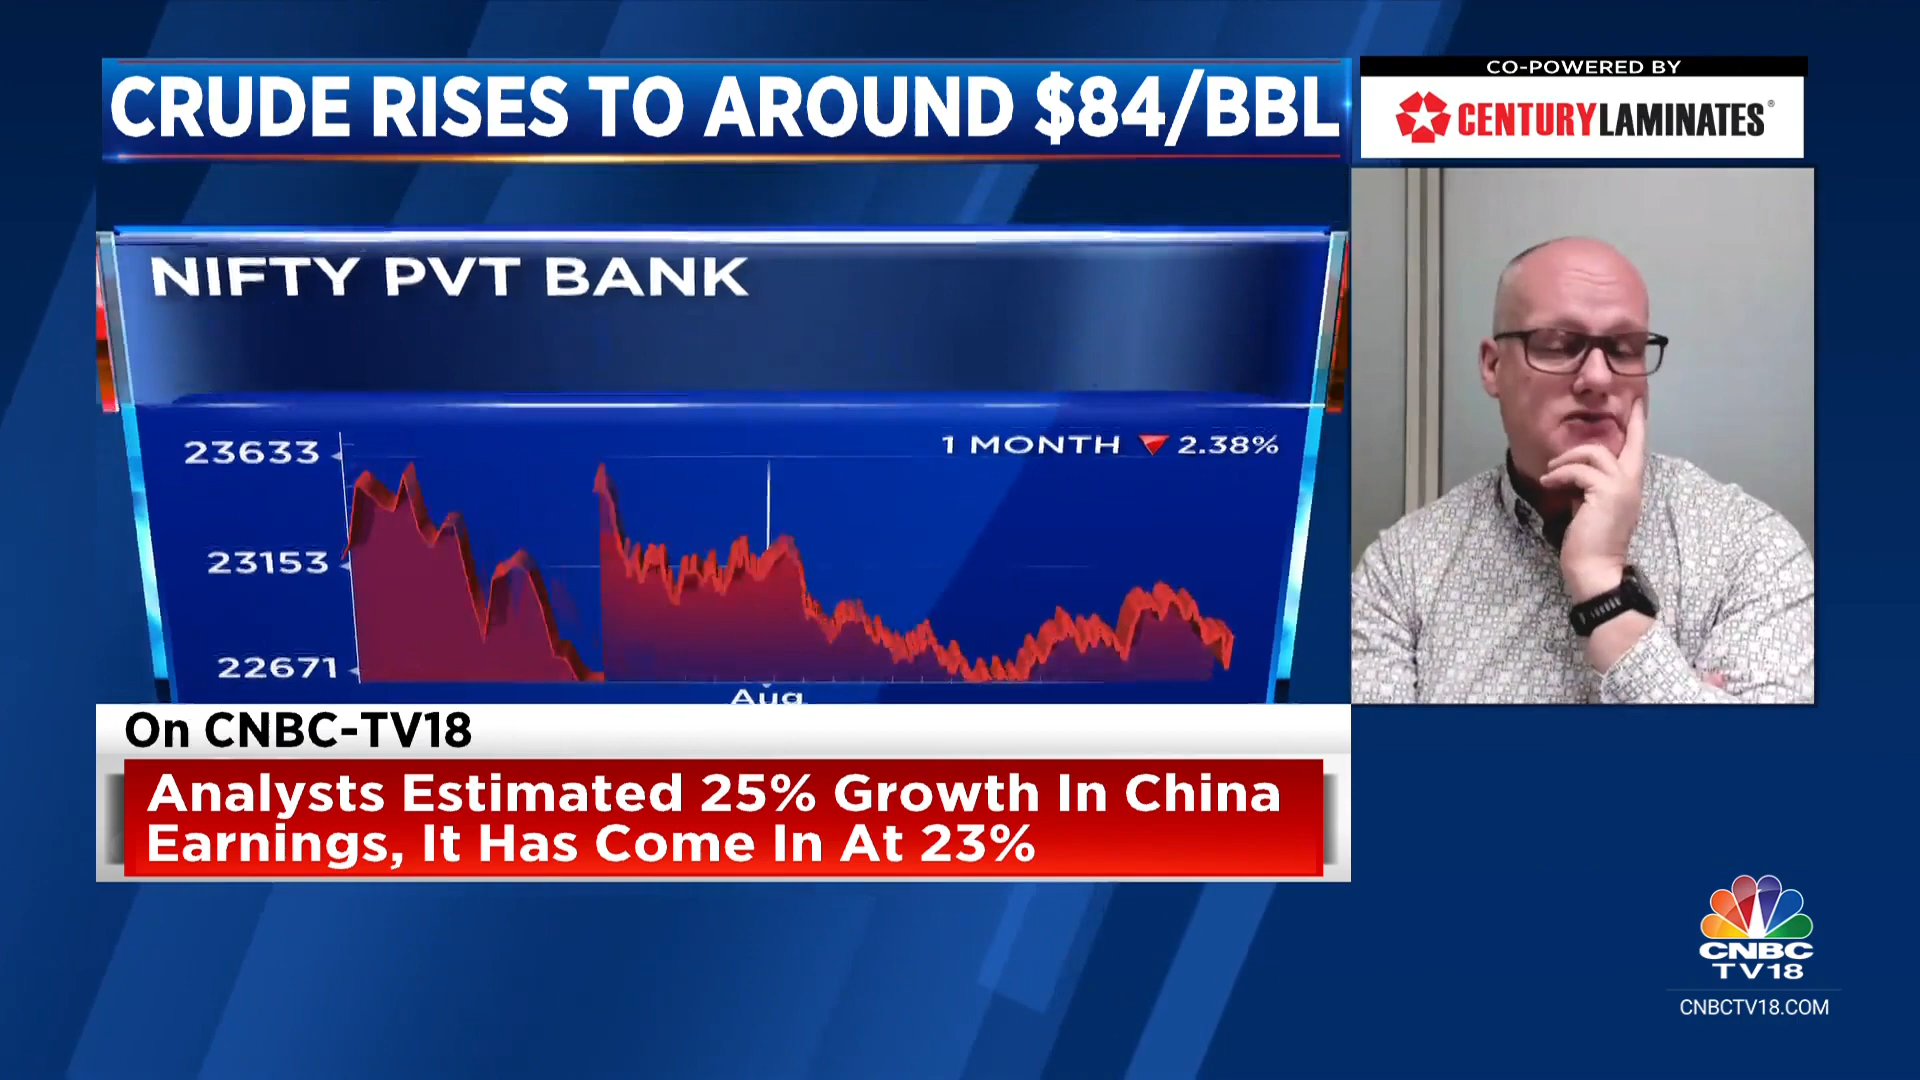 CRUDE RISES TO AROUND $84/BBL
CO-POWERED BY
CENTURYLAMINATES®
NIFTY PVT BANK
1 MONTH ▼ 2.38%
23633
23153
22671
Aug
On CNBC-TV18
Analysts Estimated 25% Growth In China
Earnings, It Has Come In At 23%
CNBC
TV18
CNBCTV18.COM